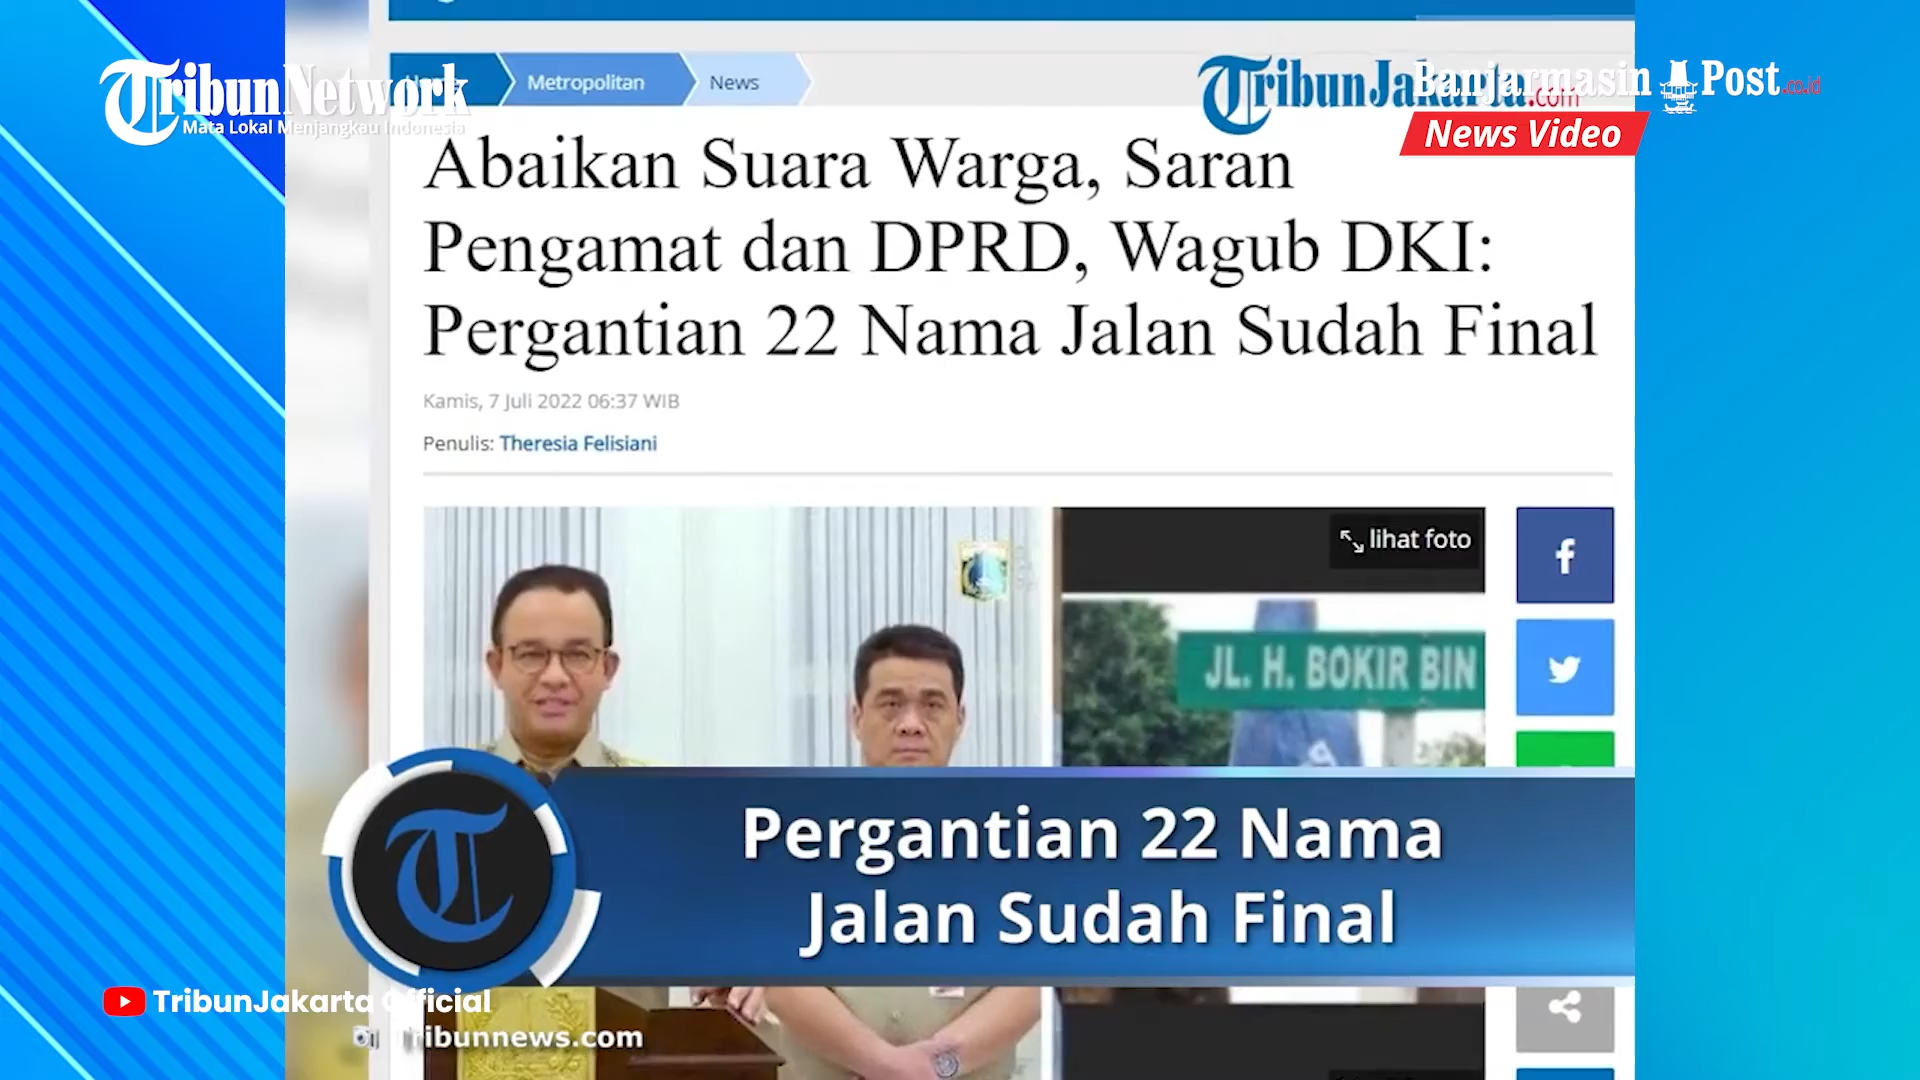 TribunNetwork
Mata Lokal Menjangkau Indonesia
Metropolitan
News
TribunJakarta.com
Banjarmasin Post.co.id
News Video
Abaikan Suara Warga, Saran
Pengamat dan DPRD, Wagub DKI:
Pergantian 22 Nama Jalan Sudah Final
Kamis, 7 Juli 2022 06:37 WIB
Penulis: Theresia Felisiani
lihat foto
JL. H. BOKIR BIN
Pergantian 22 Nama
Jalan Sudah Final
TribunJakarta Official
Tribunnews.com